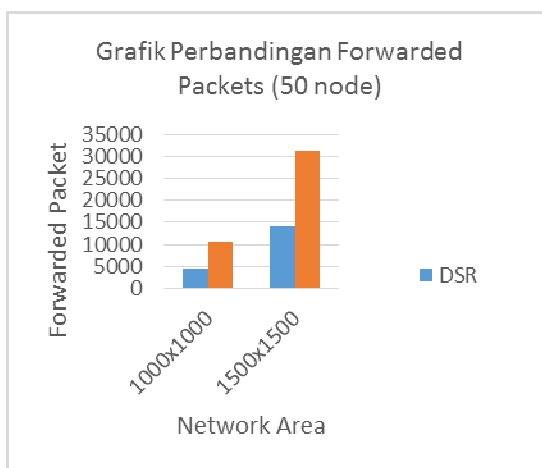 Grafik Perbandingan Forwarded
Packets (50 node)
Forwarded Packet
35000
30000
25000
20000
15000
10000
5000
0
1000x1000
1500x1500
Network Area
DSR